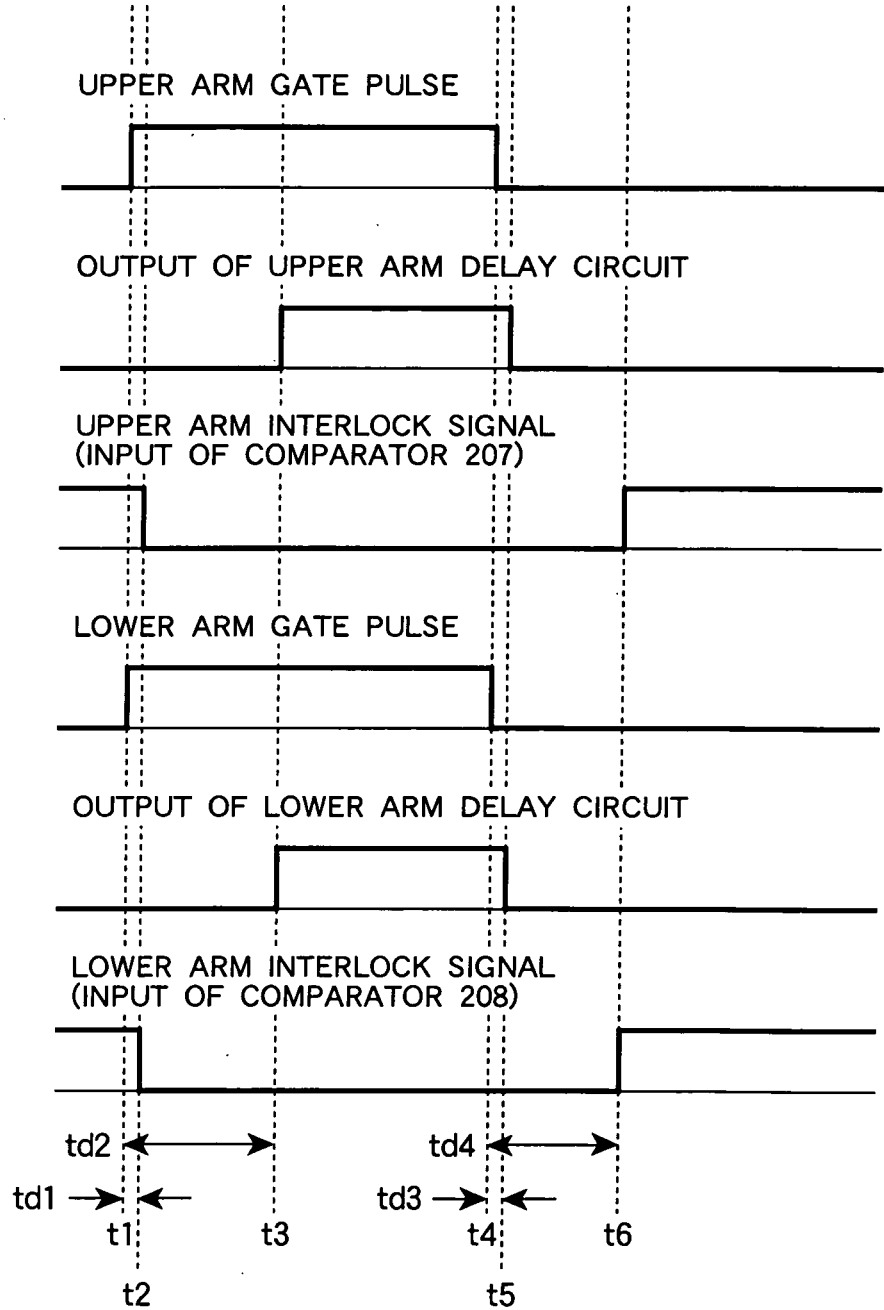 UPPER ARM GATE PULSE
OUTPUT OF UPPER ARM DELAY CIRCUIT
UPPER ARM INTERLOCK SIGNAL
(INPUT OF COMPARATOR 207)
LOWER ARM GATE PULSE
OUTPUT OF LOWER ARM DELAY CIRCUIT
LOWER ARM INTERLOCK SIGNAL
(INPUT OF COMPARATOR 208)
td2 td4
td1 td3
t1 t3 t4 t6
t2 t5